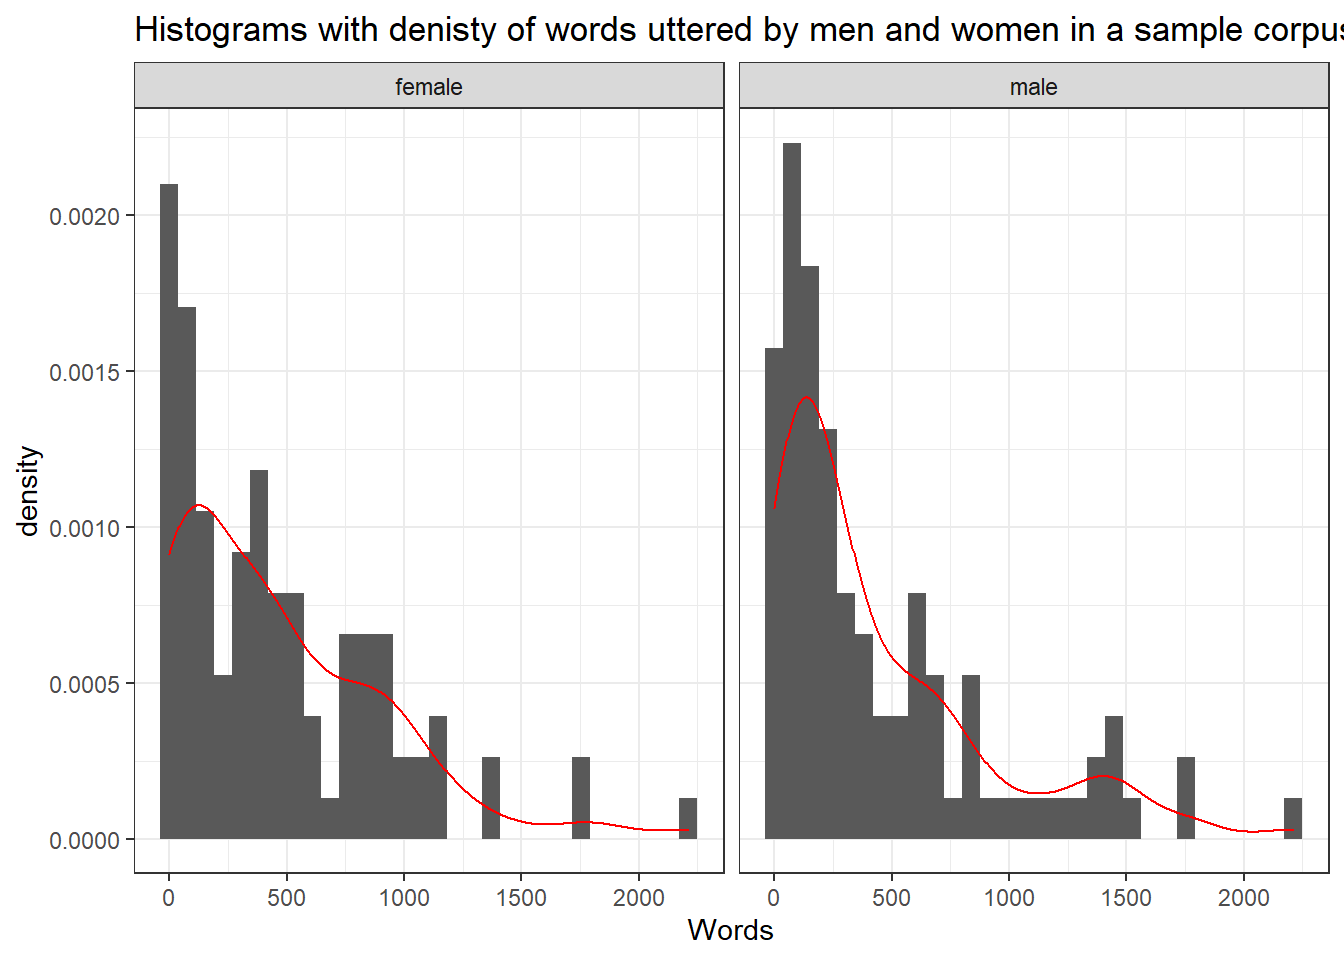 Histograms with denisty of words uttered by men and women in a sample corpus
female male
0.0020
0.0015
0.0010
0.0005
0.0000
density
0 500 1000 1500 2000 0 500 1000 1500 2000
Words